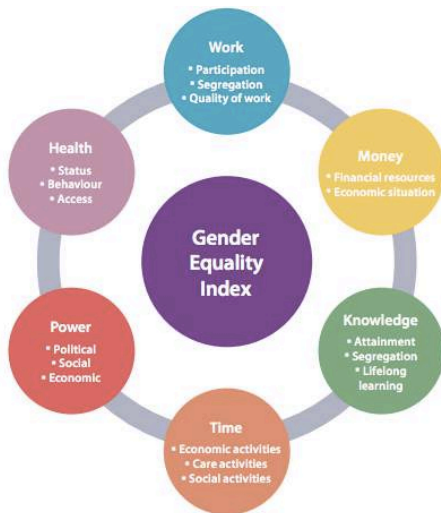 Work
• Participation
• Segregation
• Quality of work
Money
• Financial resources
• Economic situation
Knowledge
• Attainment
• Segregation
• Lifelong
learning
Time
• Economic activities
• Care activities
• Social activities
Power
• Political
• Social
• Economic
Health
• Status
• Behaviour
• Access
Gender
Equality
Index